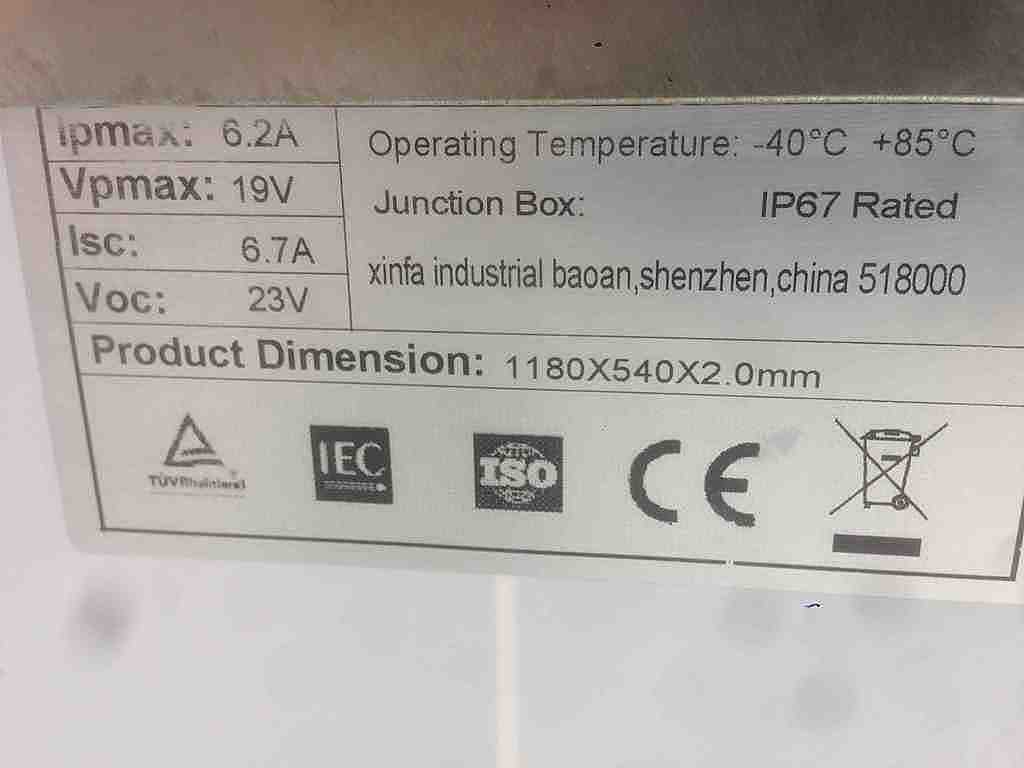 Ipmax: 6.2A
Vpmax: 19V
Isc: 6.7A
Voc: 23V
Operating Temperature: -40°C +85°C
Junction Box: IP67 Rated
xinfa industrial baoan,shenzhen,china 518000
Product Dimension: 1180X540X2.0mm
TÜVRheinland
IEC
ISO
CE